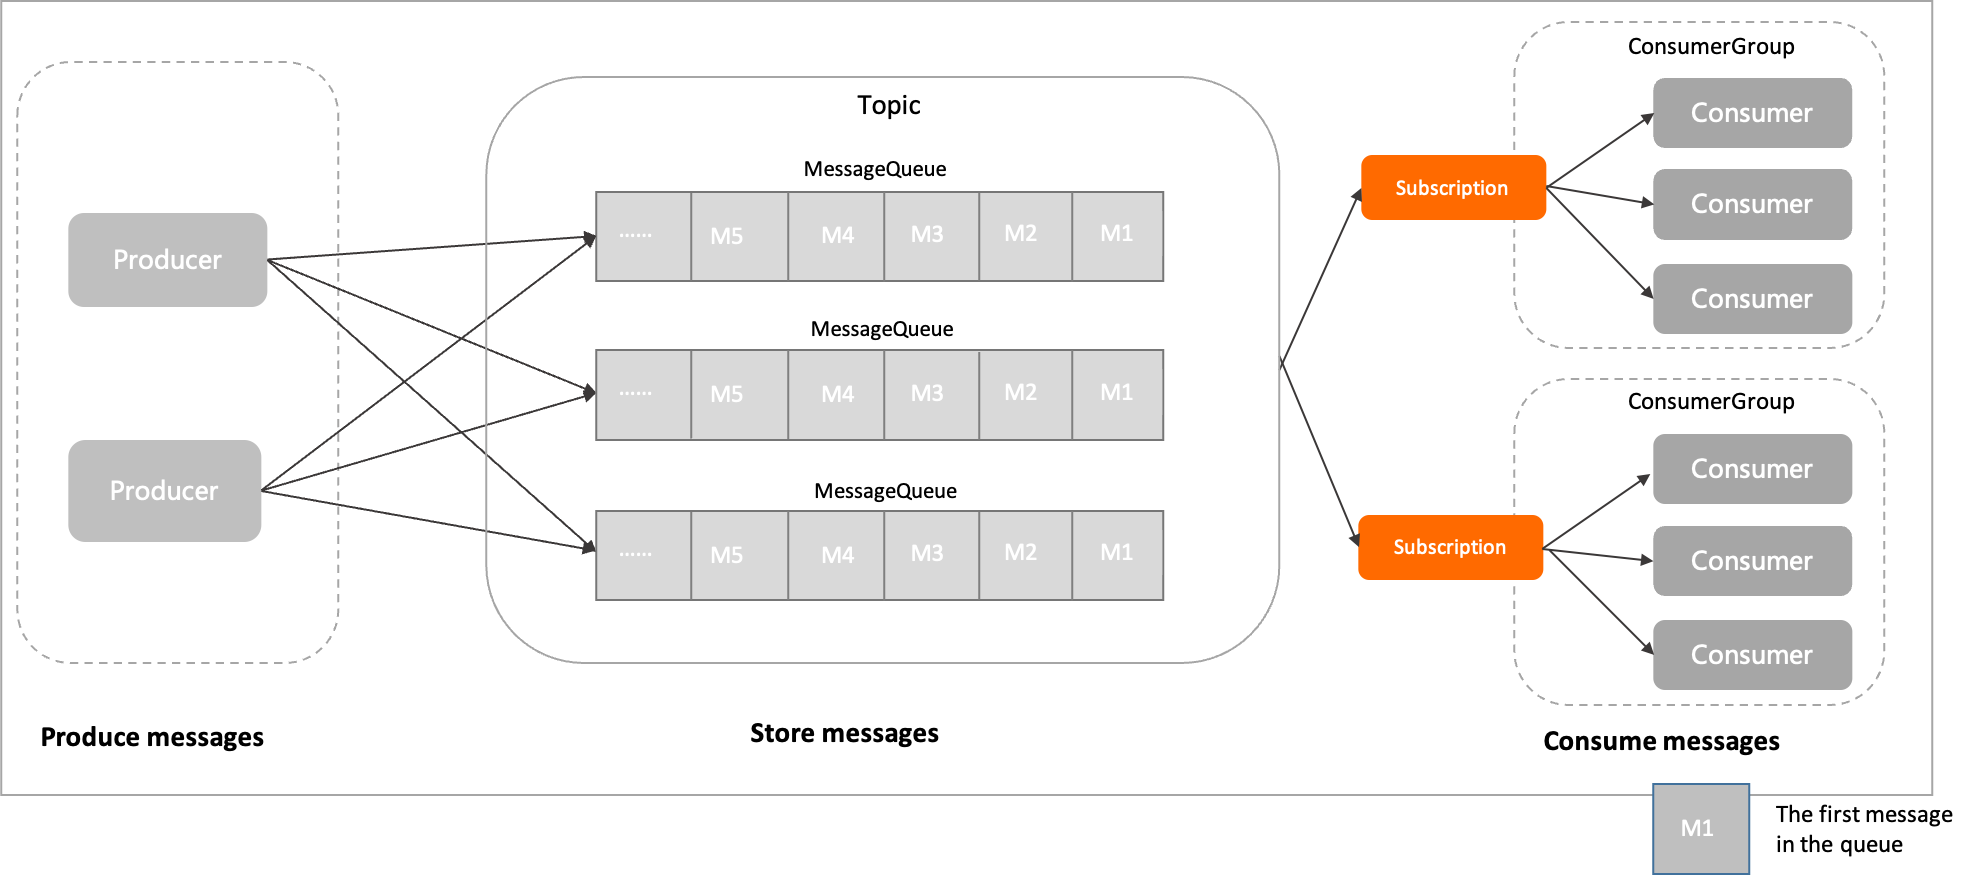 Producer
Producer
Produce messages
Topic
MessageQueue
...... M5 M4 M3 M2 M1
MessageQueue
...... M5 M4 M3 M2 M1
MessageQueue
...... M5 M4 M3 M2 M1
Store messages
Subscription
Subscription
ConsumerGroup
Consumer
Consumer
Consumer
ConsumerGroup
Consumer
Consumer
Consumer
Consume messages
M1
The first message
in the queue